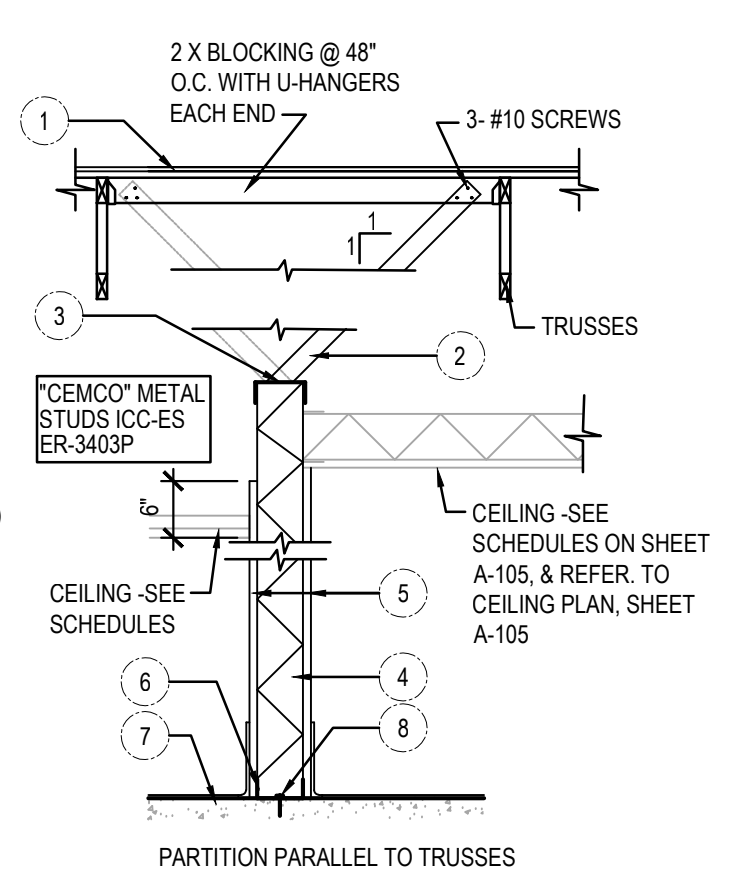 2 X BLOCKING @ 48"
O.C. WITH U-HANGERS
EACH END
3- #10 SCREWS
1
1
1
TRUSSES
3
2
"CEMCO" METAL
STUDS ICC-ES
ER-3403P
6"
CEILING -SEE
SCHEDULES ON SHEET
A-105, & REFER. TO
CEILING PLAN, SHEET
A-105
CEILING -SEE
SCHEDULES
5
4
6
7
8
PARTITION PARALLEL TO TRUSSES